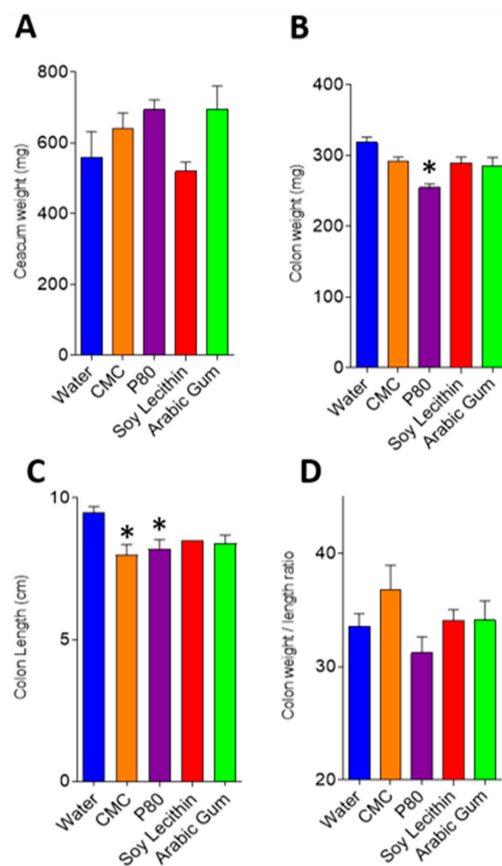 A
Ceacum weight (mg)
800
600
400
200
0
Water
CMC
P80
Soy Lecithin
Arabic Gum
B
Colon weight (mg)
400
300
200
100
0
*
Water
CMC
P80
Soy Lecithin
Arabic Gum
C
Colon Length (cm)
10
5
0
*
*
Water
CMC
P80
Soy Lecithin
Arabic Gum
D
Colon weight / length ratio
40
30
20
Water
CMC
P80
Soy Lecithin
Arabic Gum